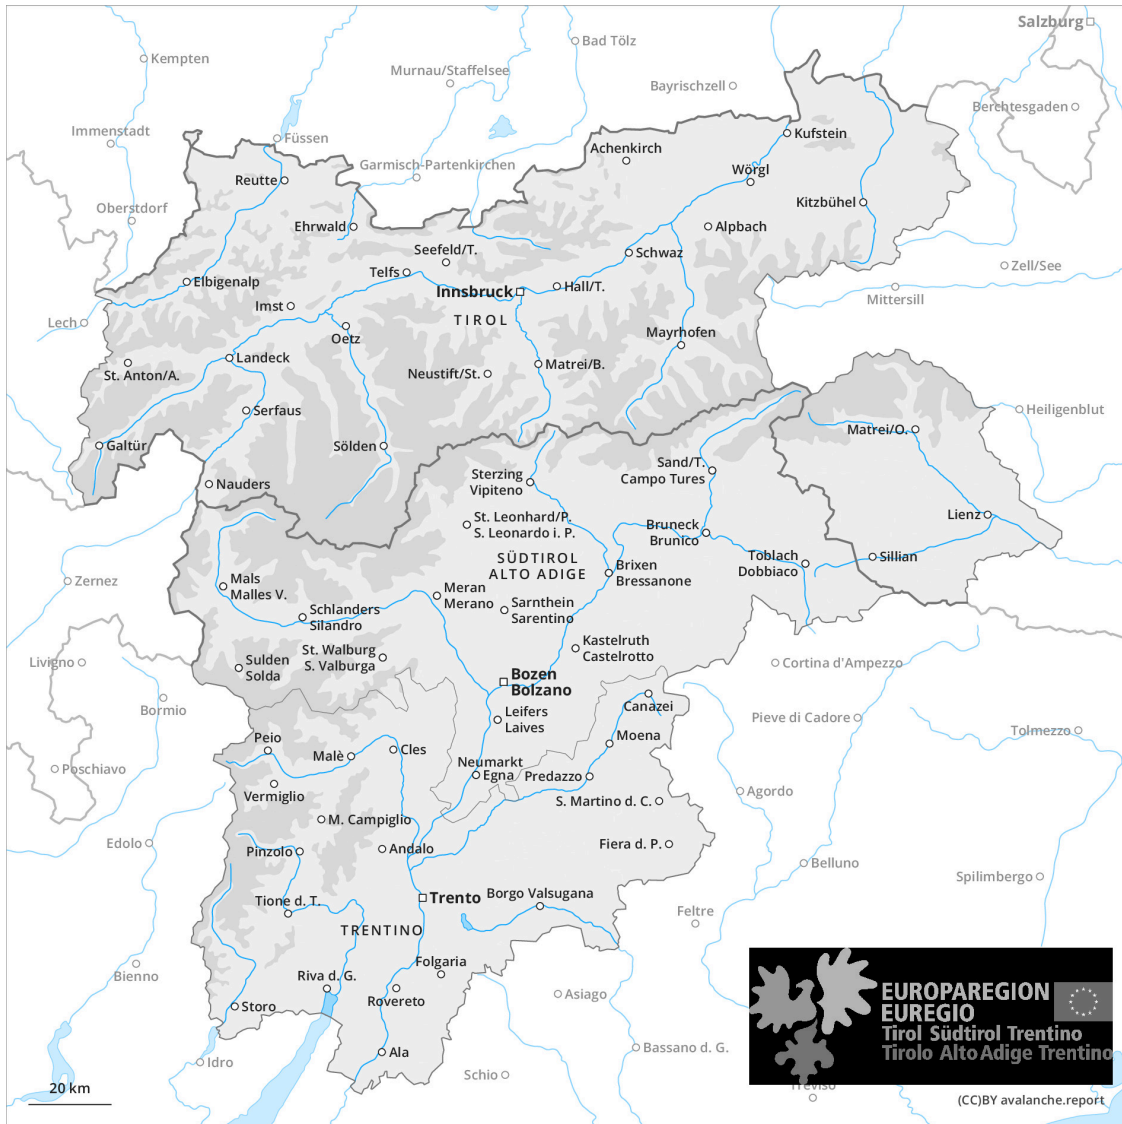 Salzburg
Bad Tölz
Kempten
Murnau/Staffelsee
Bayrischzell
Berchtesgaden
Immenstadt
Füssen
Kufstein
Achenkirch
Garmisch-Partenkirchen
Wörgl
Reutte
Kitzbühel
Oberstdorf
Ehrwald
Alpbach
Seefeld/T.
Schwaz
Telfs
Zell/See
Elbigenalp
Hall/T.
Innsbruck
Mittersill
Imst
TIROL
Lech
Oetz
Mayrhofen
Landeck
Matrei/B.
St. Anton/A.
Neustift/St.
Serfaus
Heiligenblut
Matrei/O.
Galtür
Sölden
Sand/T.
Campo Tures
Sterzing
Vipiteno
Nauders
St. Leonhard/P.
S. Leonardo i. P.
Bruneck
Brunico
Lienz
SÜDTIROL
ALTO ADIGE
Toblach
Dobbiaco
Sillian
Brixen
Bressanone
Zernez
Mals
Malles V.
Meran
Merano
Sarnthein
Sarentino
Schlanders
Silandro
Kastelruth
Castelrotto
St. Walburg
S. Valburga
Livigno
Sulden
Solda
Cortina d'Ampezzo
Bozen
Bolzano
Bormio
Canazei
Leifers
Laives
Pieve di Cadore
Tolmezzo
Peio
Moena
Malè
Cles
Neumarkt
Egna
Predazzo
Poschiavo
Vermiglio
S. Martino d. C.
Agordo
M. Campiglio
Edolo
Pinzolo
Andalo
Fiera d. P.
Belluno
Spilimbergo
Tione d. T.
Trento
Borgo Valsugana
Feltre
TRENTINO
Bienno
Folgaria
Riva d. G.
Rovereto
Asiago
Storo
EUROPAREGION
EUREGIO
Tirol Südtirol Trentino
Tirolo Alto Adige Trentino
Idro
Ala
Bassano d. G.
Schio
Treviso
20 km
(CC)BY avalanche.report